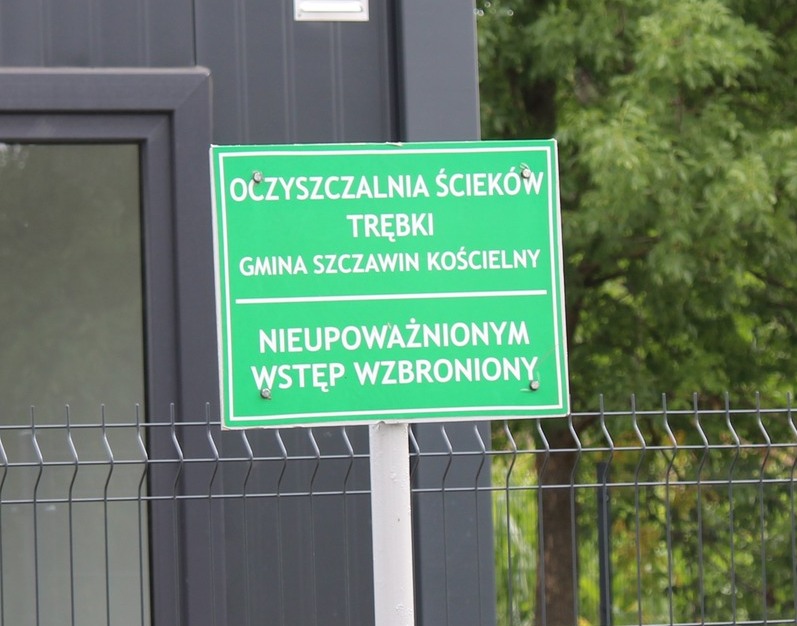 OCZYSZCZALNIA ŚCIEKÓW
TRĘBKI
GMINA SZCZAWIN KOŚCIELNY
NIEUPOWAŻNIONYM
WSTĘP WZBRONIONY